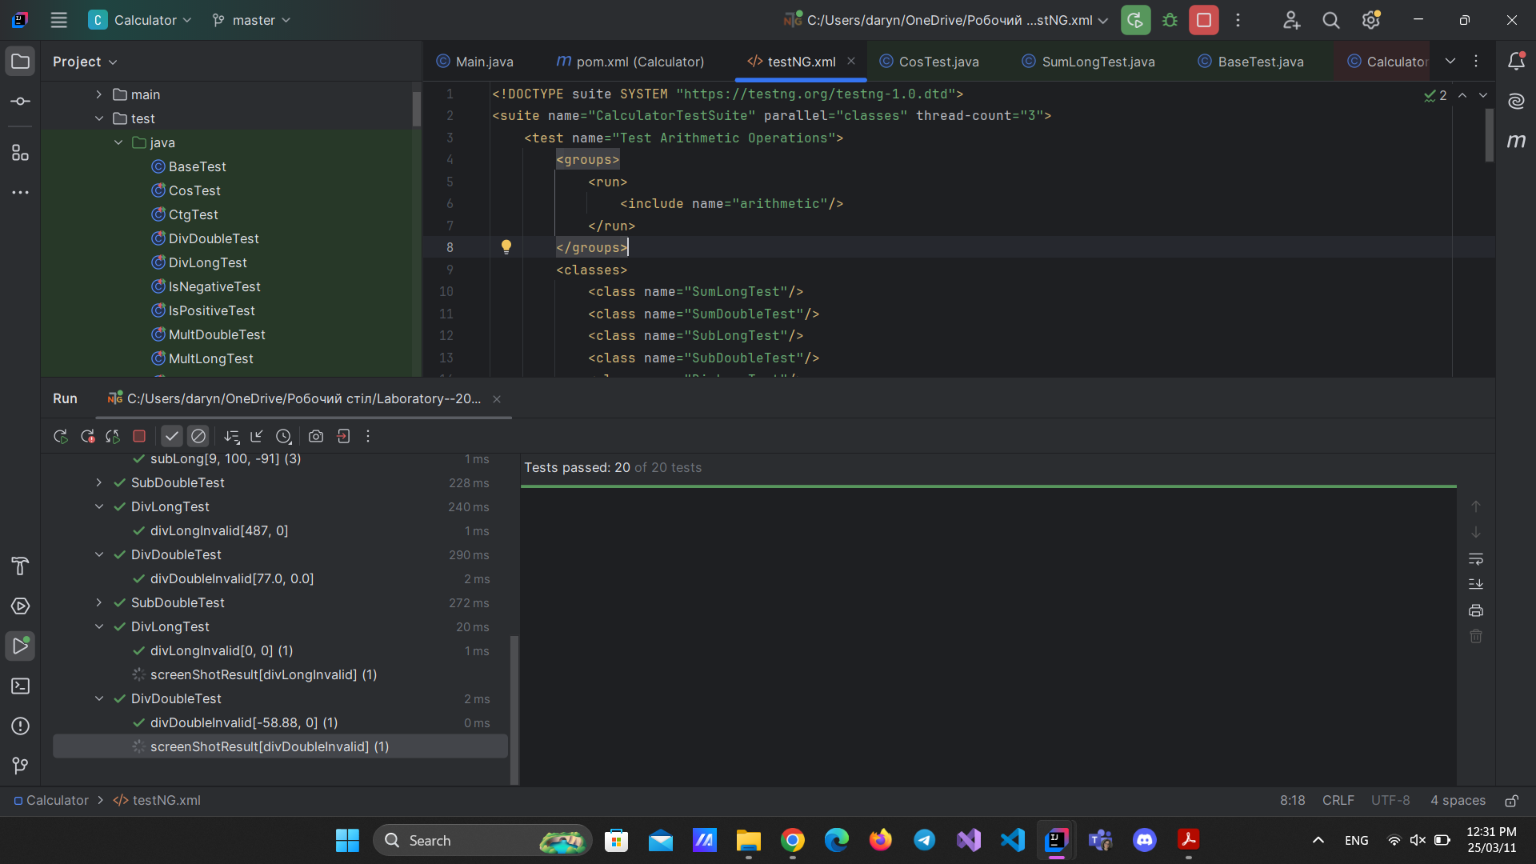 C Calculator master C:/Users/daryn/OneDrive/Робочий ...stNG.xml
Project
Main.java pom.xml (Calculator) testNG.xml CosTest.java SumLongTest.java BaseTest.java Calculator
main
test
java
BaseTest
CosTest
CtgTest
DivDoubleTest
DivLongTest
IsNegativeTest
IsPositiveTest
MultDoubleTest
MultLongTest
2
1 <!DOCTYPE suite SYSTEM "https://testng.org/testng-1.0.dtd">
2 <suite name="CalculatorTestSuite" parallel="classes" thread-count="3">
3 <test name="Test Arithmetic Operations">
4 <groups>
5 <run>
6 <include name="arithmetic"/>
7 </run>
8 </groups>
9 <classes>
10 <class name="SumLongTest"/>
11 <class name="SumDoubleTest"/>
12 <class name="SubLongTest"/>
13 <class name="SubDoubleTest"/>
Run C:/Users/daryn/OneDrive/Робочий стіл/Laboratory--20...
subLong[9, 100, -91] (3) 1 ms
SubDoubleTest 228 ms
DivLongTest 240 ms
divLongInvalid[487, 0] 1 ms
DivDoubleTest 290 ms
divDoubleInvalid[77.0, 0.0] 2 ms
SubDoubleTest 272 ms
DivLongTest 20 ms
divLongInvalid[0, 0] (1) 1 ms
screenShotResult[divLongInvalid] (1)
DivDoubleTest 2 ms
divDoubleInvalid[-58.88, 0] (1) 0 ms
screenShotResult[divDoubleInvalid] (1)
Tests passed: 20 of 20 tests
Calculator > testNG.xml
8:18 CRLF UTF-8 4 spaces
Search
ENG
12:31 PM
25/03/11